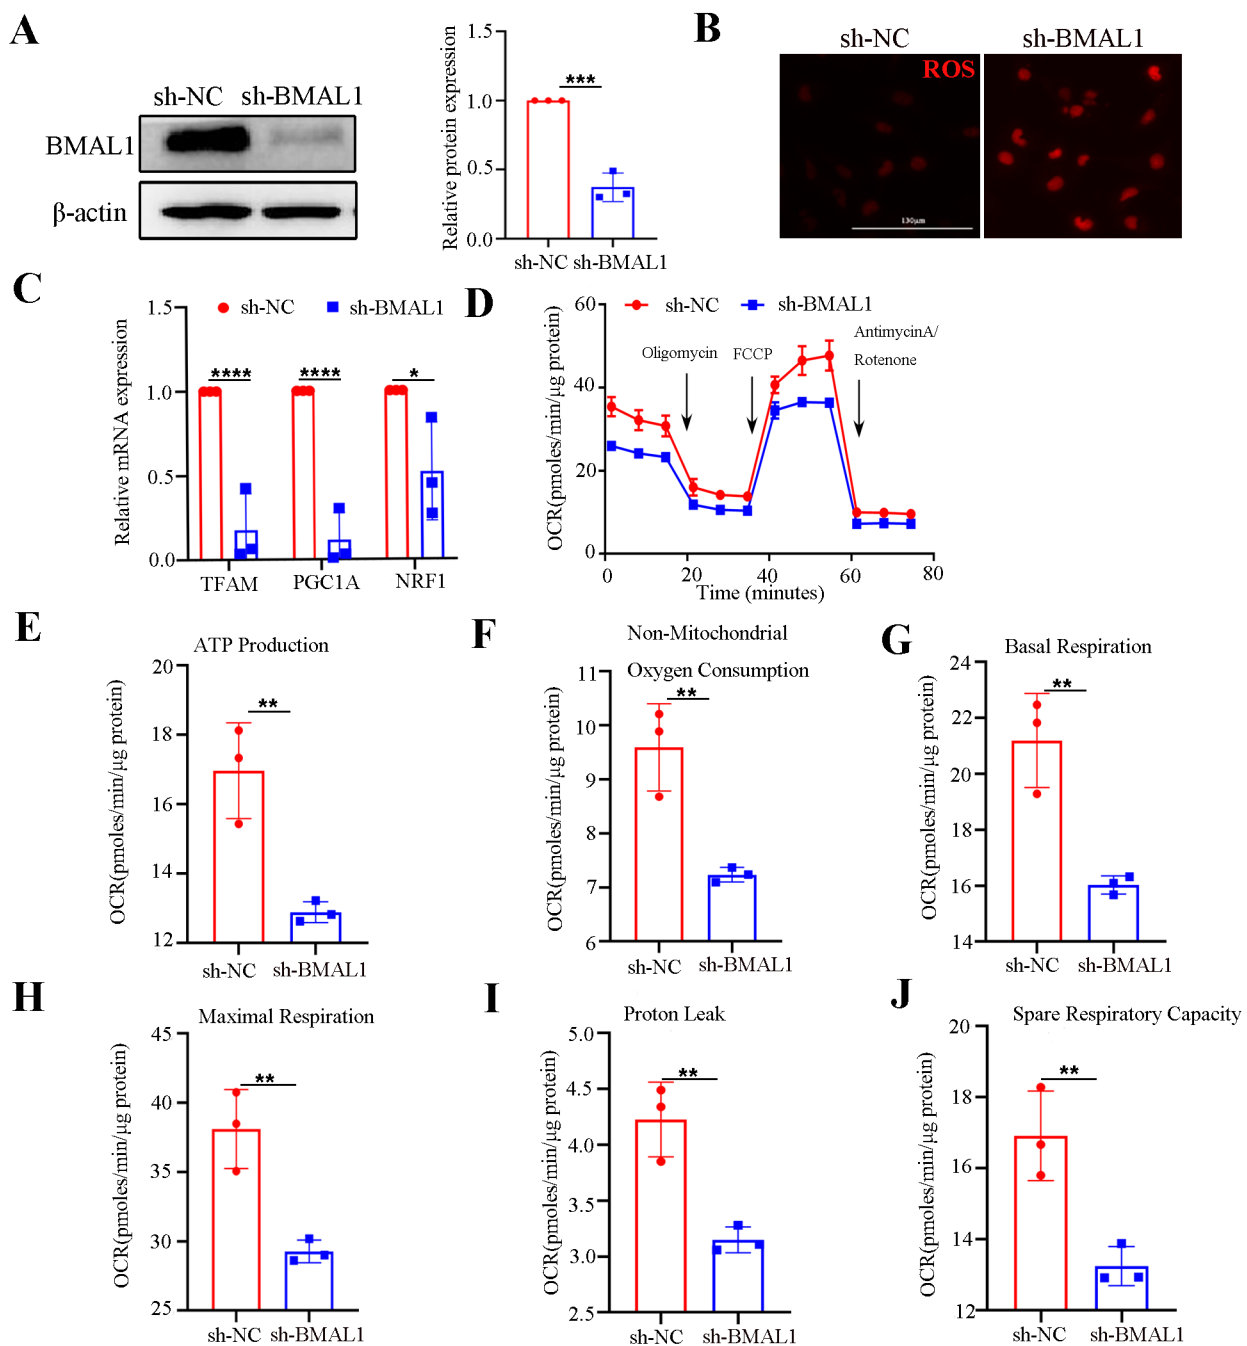 A
sh-NC sh-BMAL1
BMAL1
β-actin
Relative protein expression
1.5
1.0
0.5
0.0
***
sh-NC sh-BMAL1
B
sh-NC sh-BMAL1
ROS
130μm
C
Relative mRNA expression
1.5
1.0
0.5
0.0
sh-NC sh-BMAL1
**** **** *
TFAM PGC1A NRF1
D
OCR(pmoles/min/μg protein)
60
40
20
0
sh-NC sh-BMAL1
Oligomycin FCCP AntimycinA/
Rotenone
0 20 40 60 80
Time (minutes)
E
ATP Production
OCR(pmoles/min/μg protein)
20
18
16
14
12
**
sh-NC sh-BMAL1
F
Non-Mitochondrial
Oxygen Consumption
OCR(pmoles/min/μg protein)
11
10
9
8
7
6
**
sh-NC sh-BMAL1
G
Basal Respiration
OCR(pmoles/min/μg protein)
24
22
20
18
16
14
**
sh-NC sh-BMAL1
H
Maximal Respiration
OCR(pmoles/min/μg protein)
45
40
35
30
25
**
sh-NC sh-BMAL1
I
Proton Leak
OCR(pmoles/min/μg protein)
5.0
4.5
4.0
3.5
3.0
2.5
**
sh-NC sh-BMAL1
J
Spare Respiratory Capacity
OCR(pmoles/min/μg protein)
20
18
16
14
12
**
sh-NC sh-BMAL1